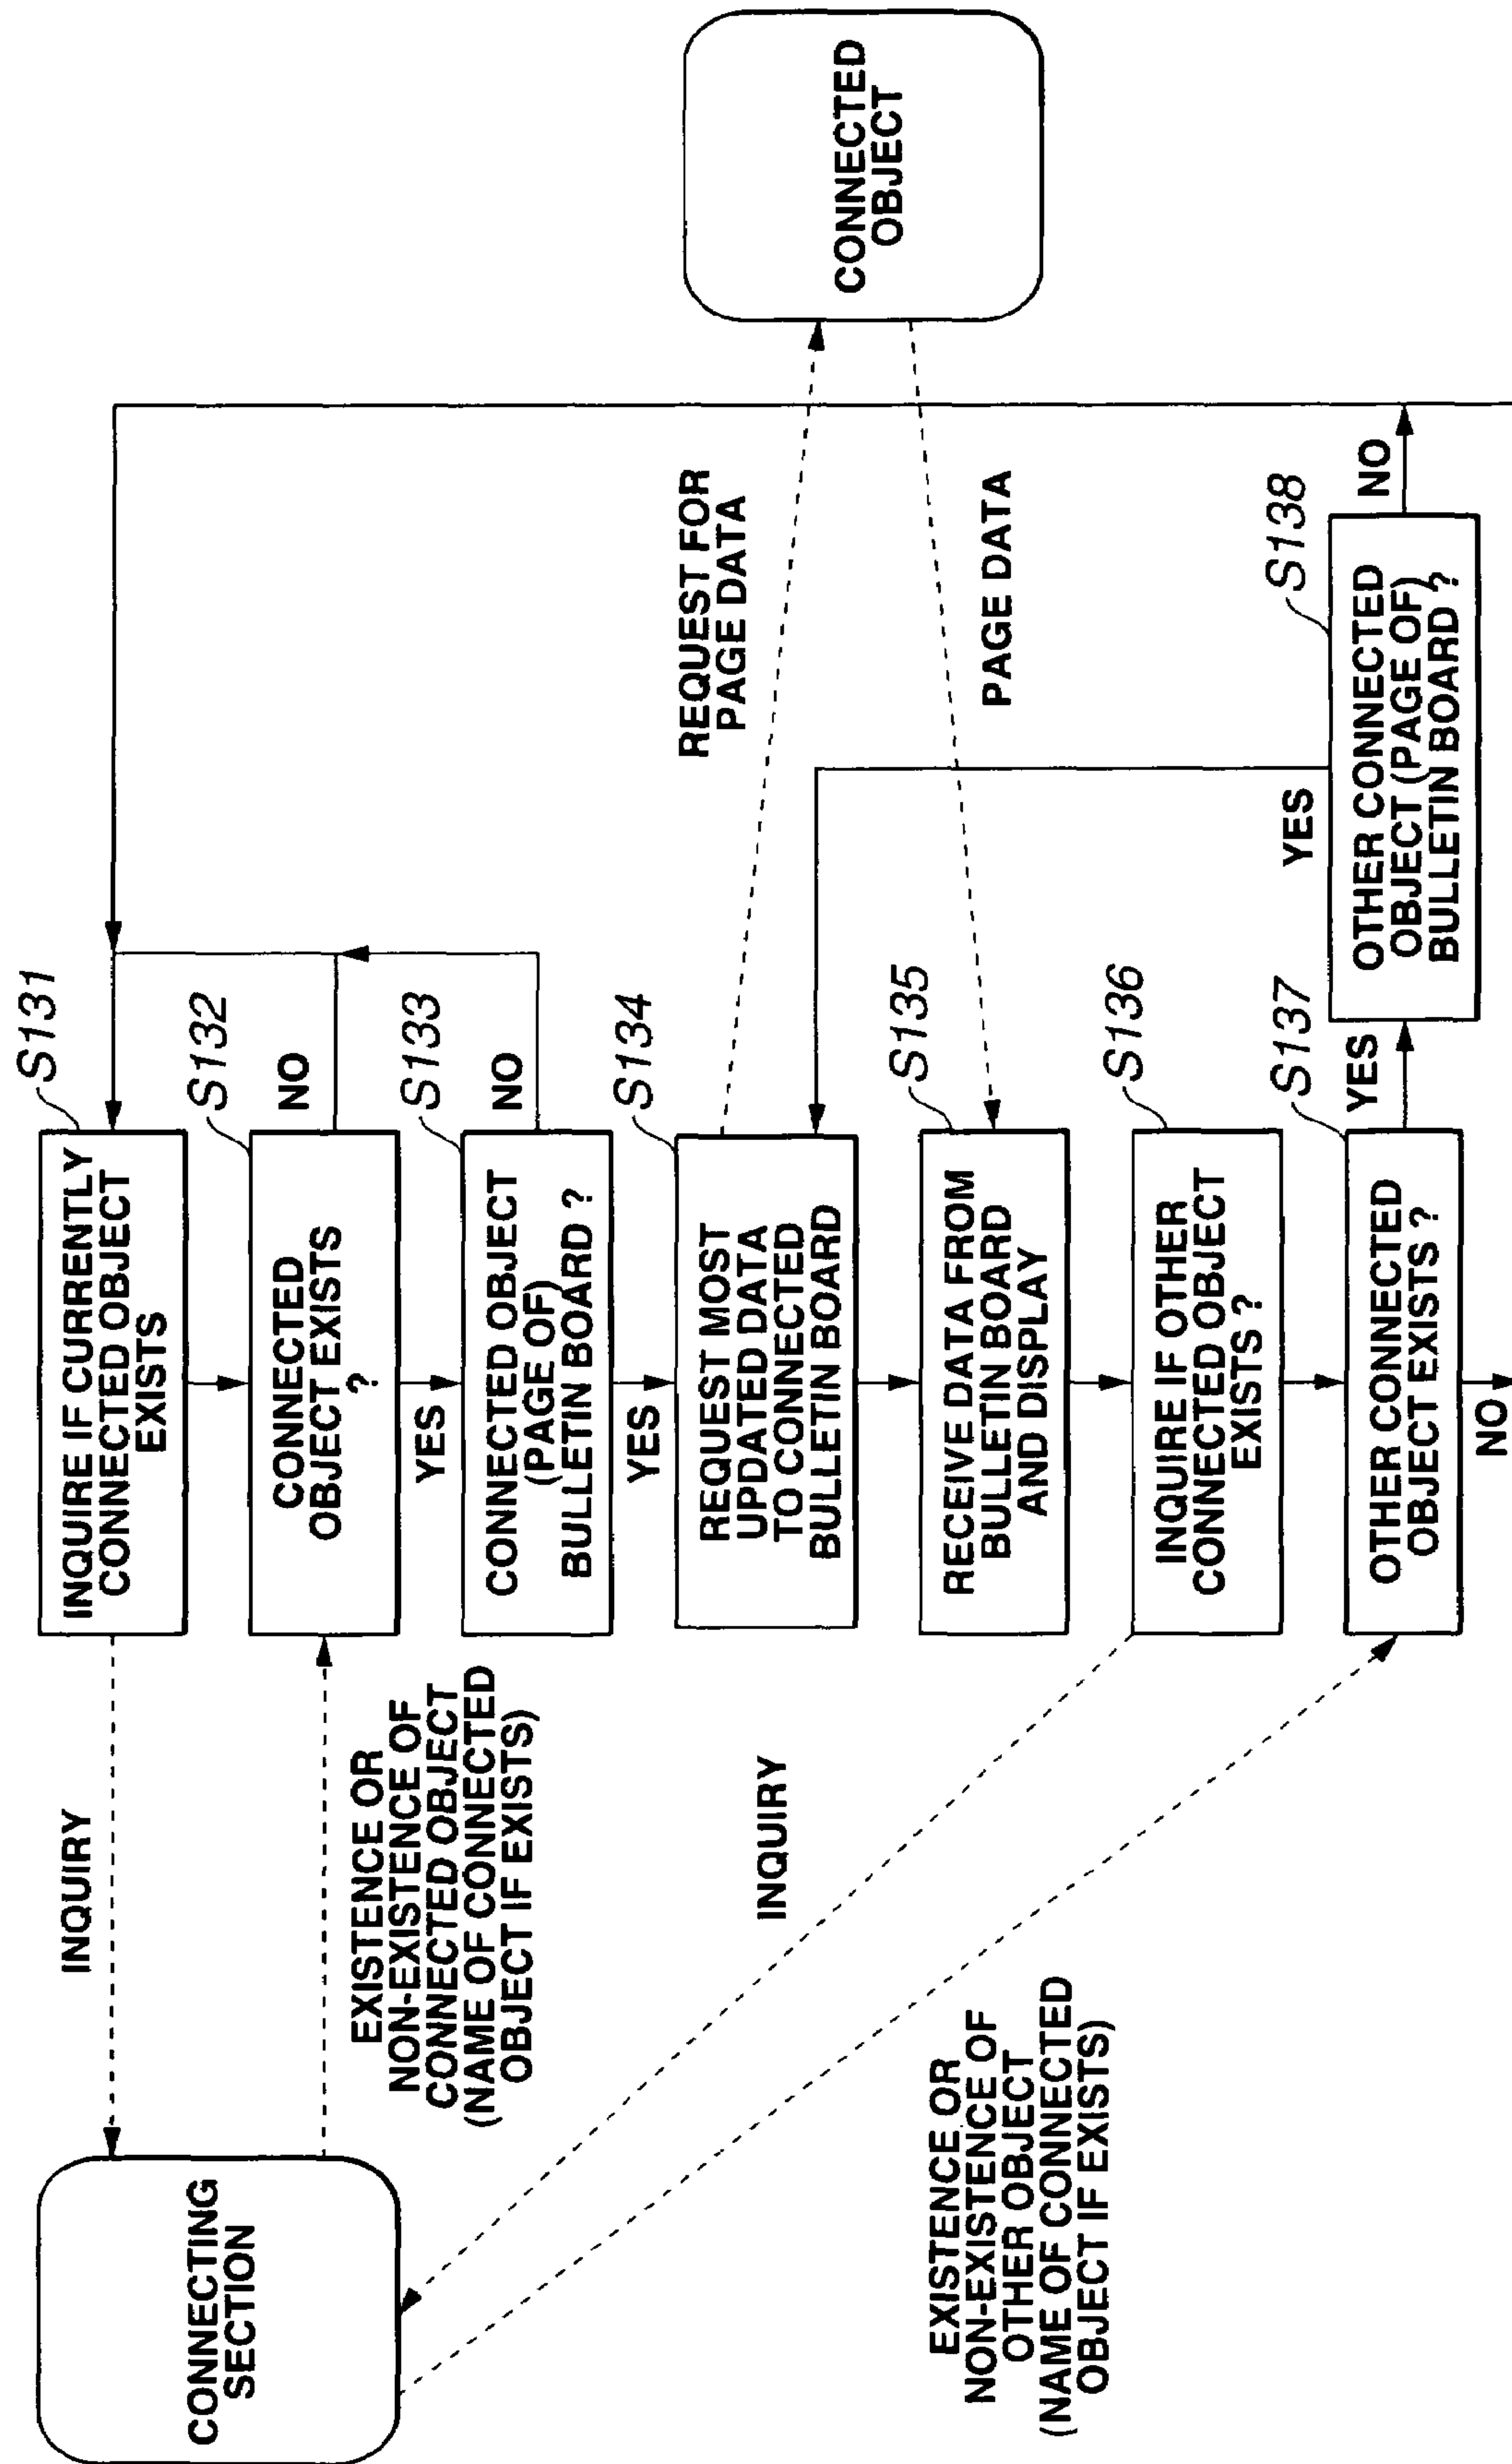 CONNECTING
SECTION
INQUIRY
EXISTENCE OR
NON-EXISTENCE OF
CONNECTED OBJECT
(NAME OF CONNECTED
OBJECT IF EXISTS)
INQUIRY
EXISTENCE OR
NON-EXISTENCE OF
OTHER OBJECT
(NAME OF CONNECTED
OBJECT IF EXISTS)
S131
INQUIRE IF CURRENTLY
CONNECTED OBJECT
EXISTS
S132
CONNECTED
OBJECT EXISTS
?
NO
YES
S133
CONNECTED OBJECT
(PAGE OF)
BULLETIN BOARD ?
NO
YES
S134
REQUEST MOST
UPDATED DATA
TO CONNECTED
BULLETIN BOARD
S135
RECEIVE DATA FROM
BULLETIN BOARD
AND DISPLAY
S136
INQUIRE IF OTHER
CONNECTED OBJECT
EXISTS ?
S137
OTHER CONNECTED
OBJECT EXISTS ?
YES
NO
S138
OTHER CONNECTED
OBJECT (PAGE OF)
BULLETIN BOARD ?
YES
NO
REQUEST FOR
PAGE DATA
PAGE DATA
CONNECTED
OBJECT